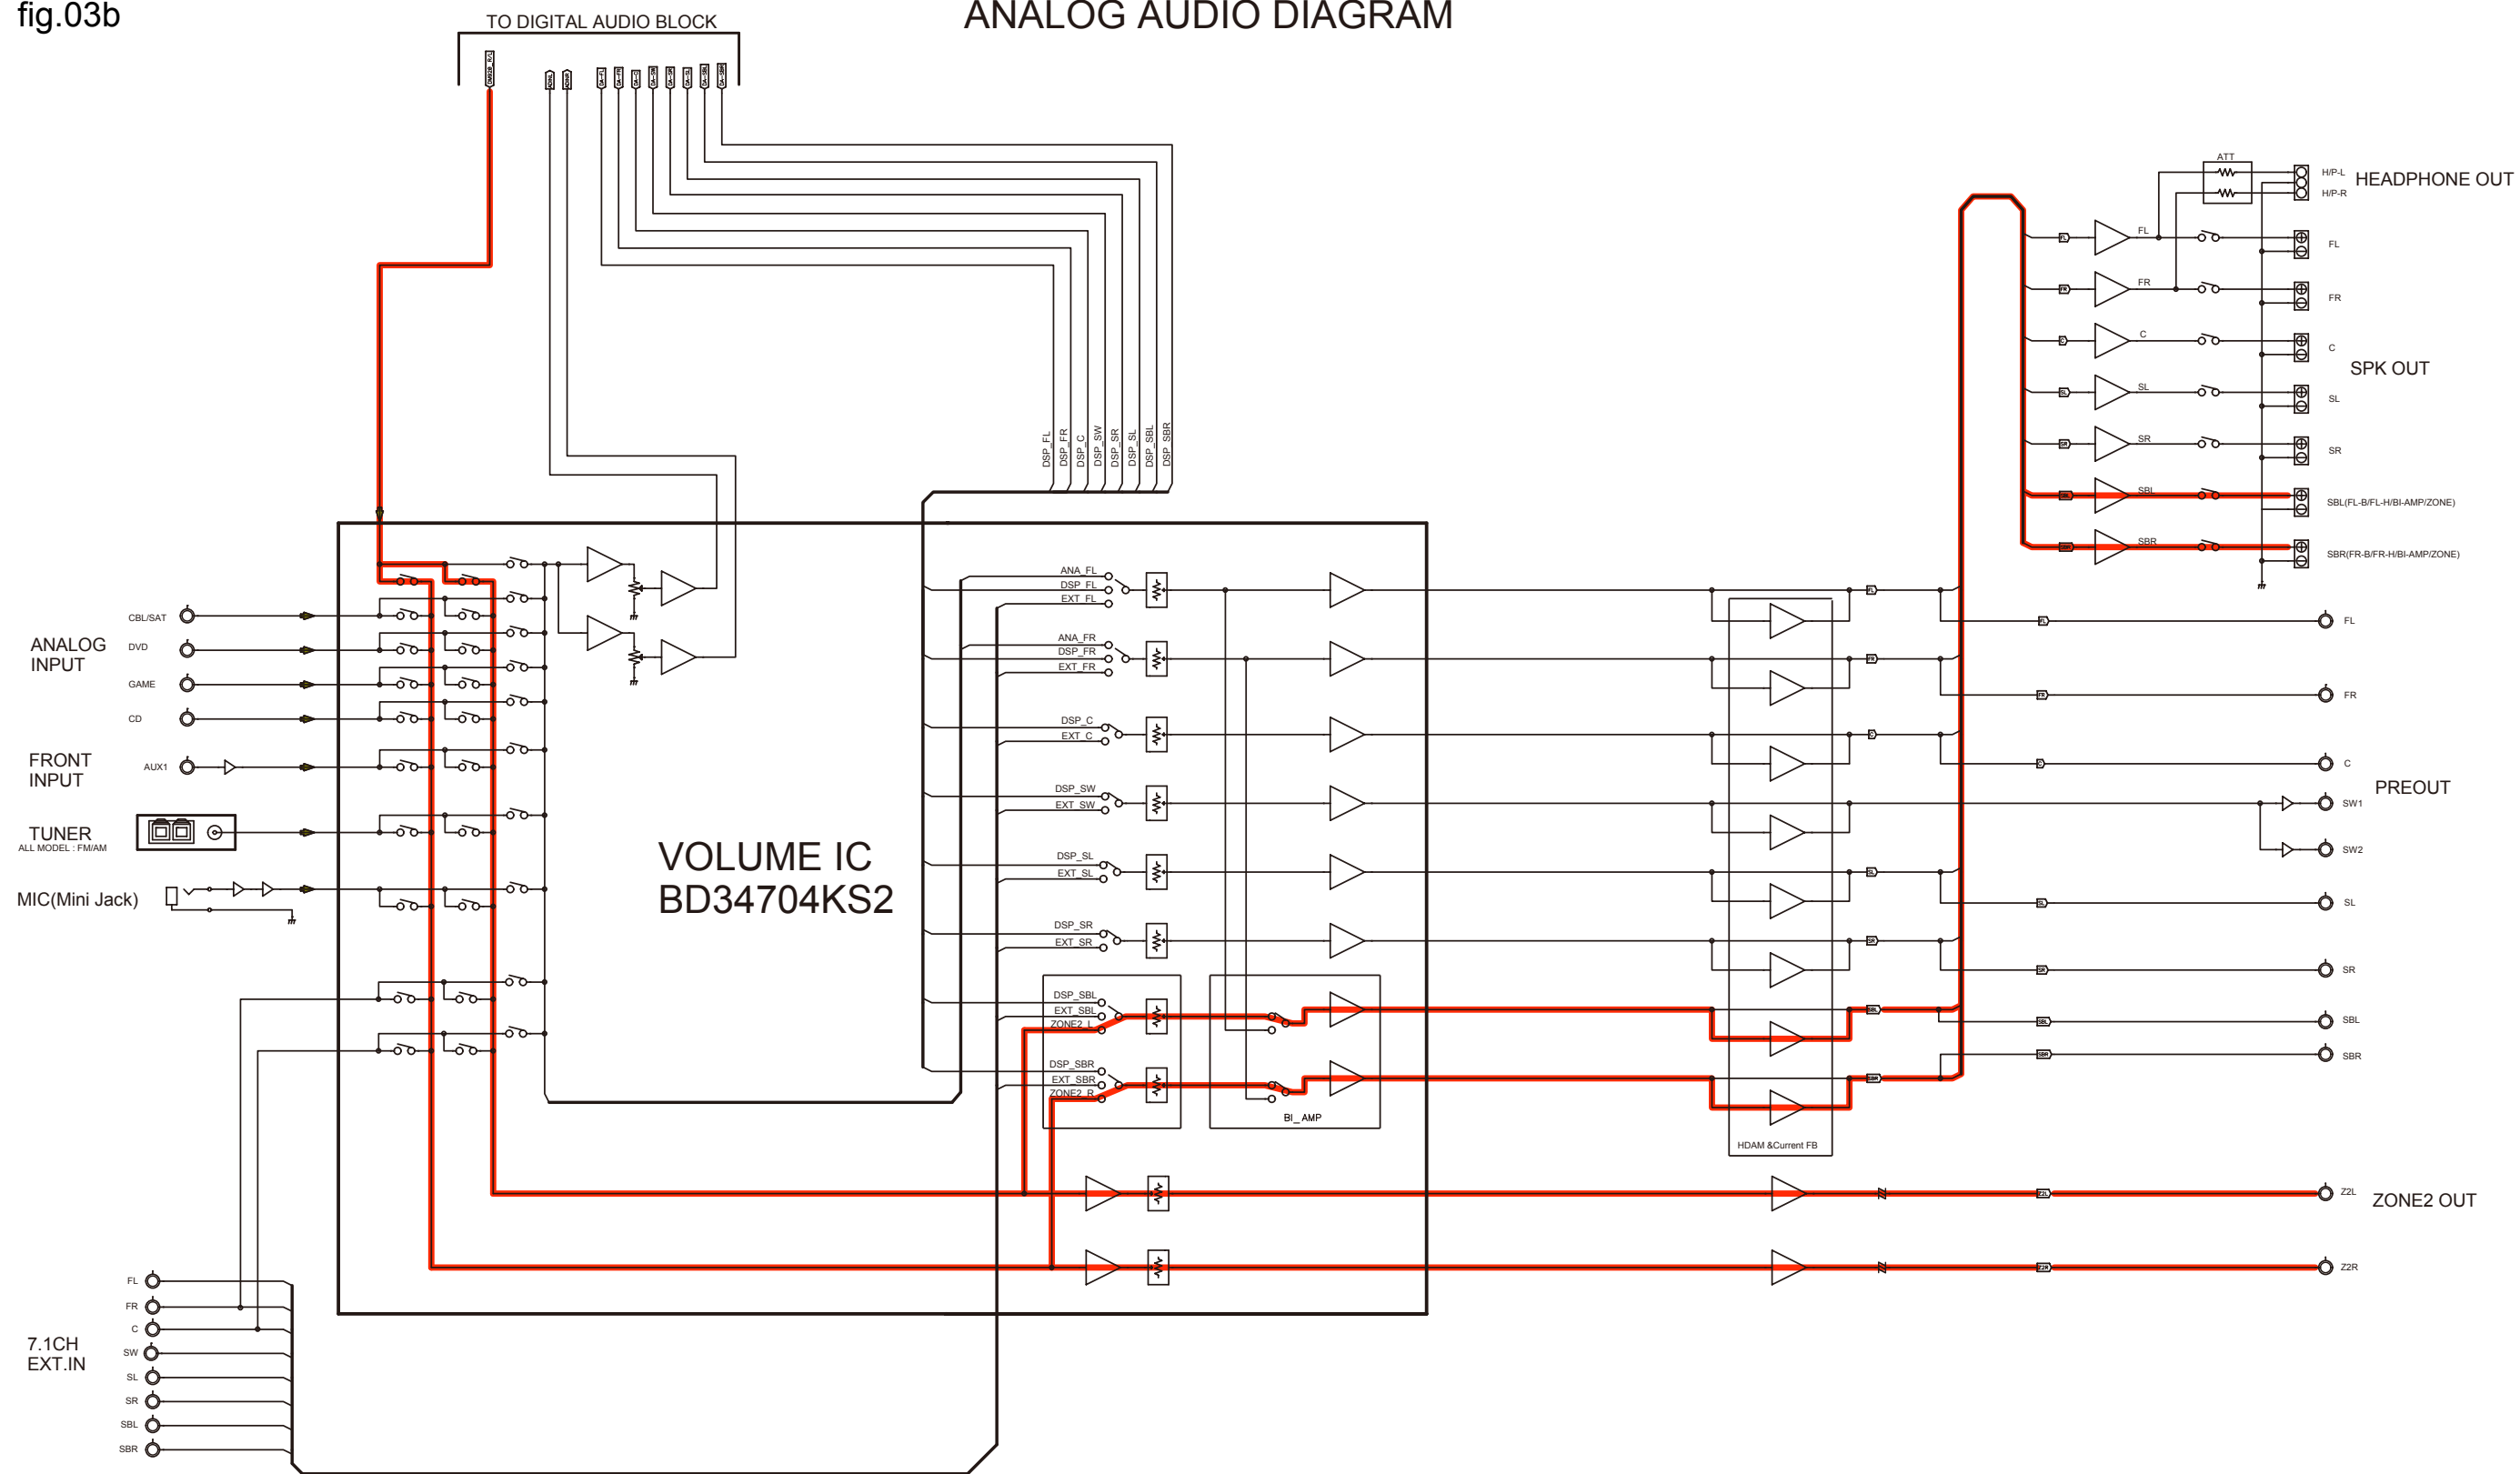 fig.03b
ANALOG AUDIO DIAGRAM
TO DIGITAL AUDIO BLOCK
ATT
H/P-L
H/P-R
HEADPHONE OUT
FL
FL
FR
FR
C
C
SPK OUT
SL
SL
SR
SR
SBL
SBL(FL-B/FL-H/BI-AMP/ZONE)
SBR
SBR(FR-B/FR-H/BI-AMP/ZONE)
DSP_FL
DSP_FR
DSP_C
DSP_SW
DSP_SR
DSP_SL
DSP_SBL
DSP_SBR
ANALOG
INPUT
CBL/SAT
DVD
GAME
CD
FRONT
INPUT
AUX1
TUNER
ALL MODEL : FM/AM
MIC(Mini Jack)
VOLUME IC
BD34704KS2
ANA_FL
DSP_FL
EXT_FL
ANA_FR
DSP_FR
EXT_FR
DSP_C
EXT_C
DSP_SW
EXT_SW
DSP_SL
EXT_SL
DSP_SR
EXT_SR
DSP_SBL
EXT_SBL
ZONE2_L
DSP_SBR
EXT_SBR
ZONE2_R
BI_AMP
HDAM &Current FB
FL
FR
C
PREOUT
SW1
SW2
SL
SR
SBL
SBR
Z2L
ZONE2 OUT
Z2R
7.1CH
EXT.IN
FL
FR
C
SW
SL
SR
SBL
SBR